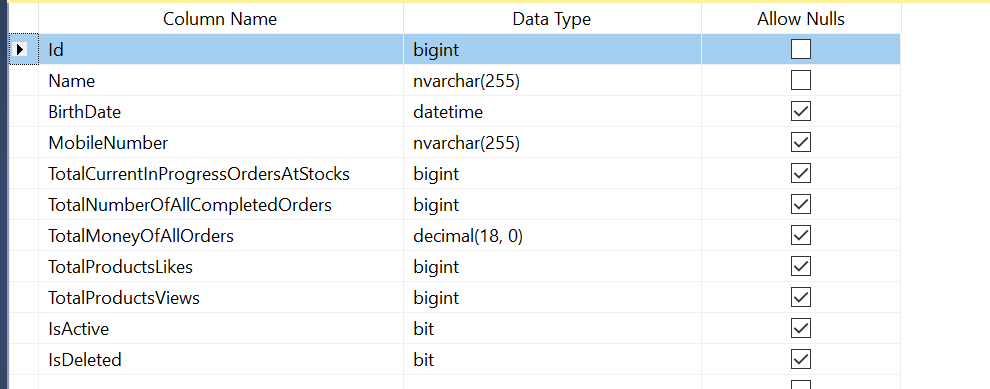 Column Name Data Type Allow Nulls
Id bigint
Name nvarchar(255)
BirthDate datetime
MobileNumber nvarchar(255)
TotalCurrentInProgressOrdersAtStocks bigint
TotalNumberOfAllCompletedOrders bigint
TotalMoneyOfAllOrders decimal(18, 0)
TotalProductsLikes bigint
TotalProductsViews bigint
IsActive bit
IsDeleted bit